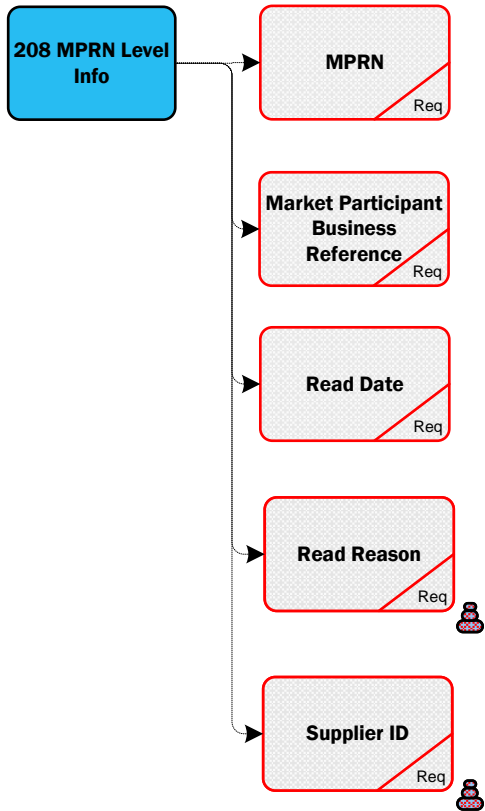 208 MPRN Level
Info
MPRN
Req
Market Participant
Business
Reference
Req
Read Date
Req
Read Reason
Req
Supplier ID
Req